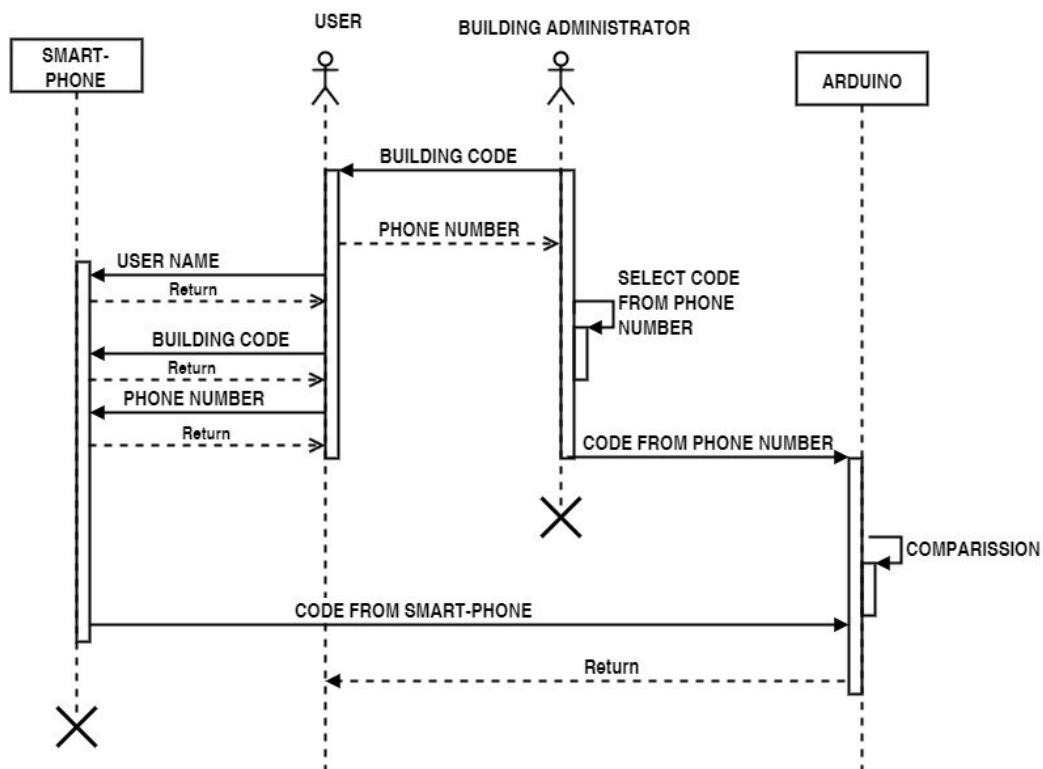 USER
BUILDING ADMINISTRATOR
SMART-
PHONE
ARDUINO
BUILDING CODE
PHONE NUMBER
USER NAME
Return
SELECT CODE
FROM PHONE
NUMBER
BUILDING CODE
Return
PHONE NUMBER
Return
CODE FROM PHONE NUMBER
COMPARISSION
CODE FROM SMART-PHONE
Return